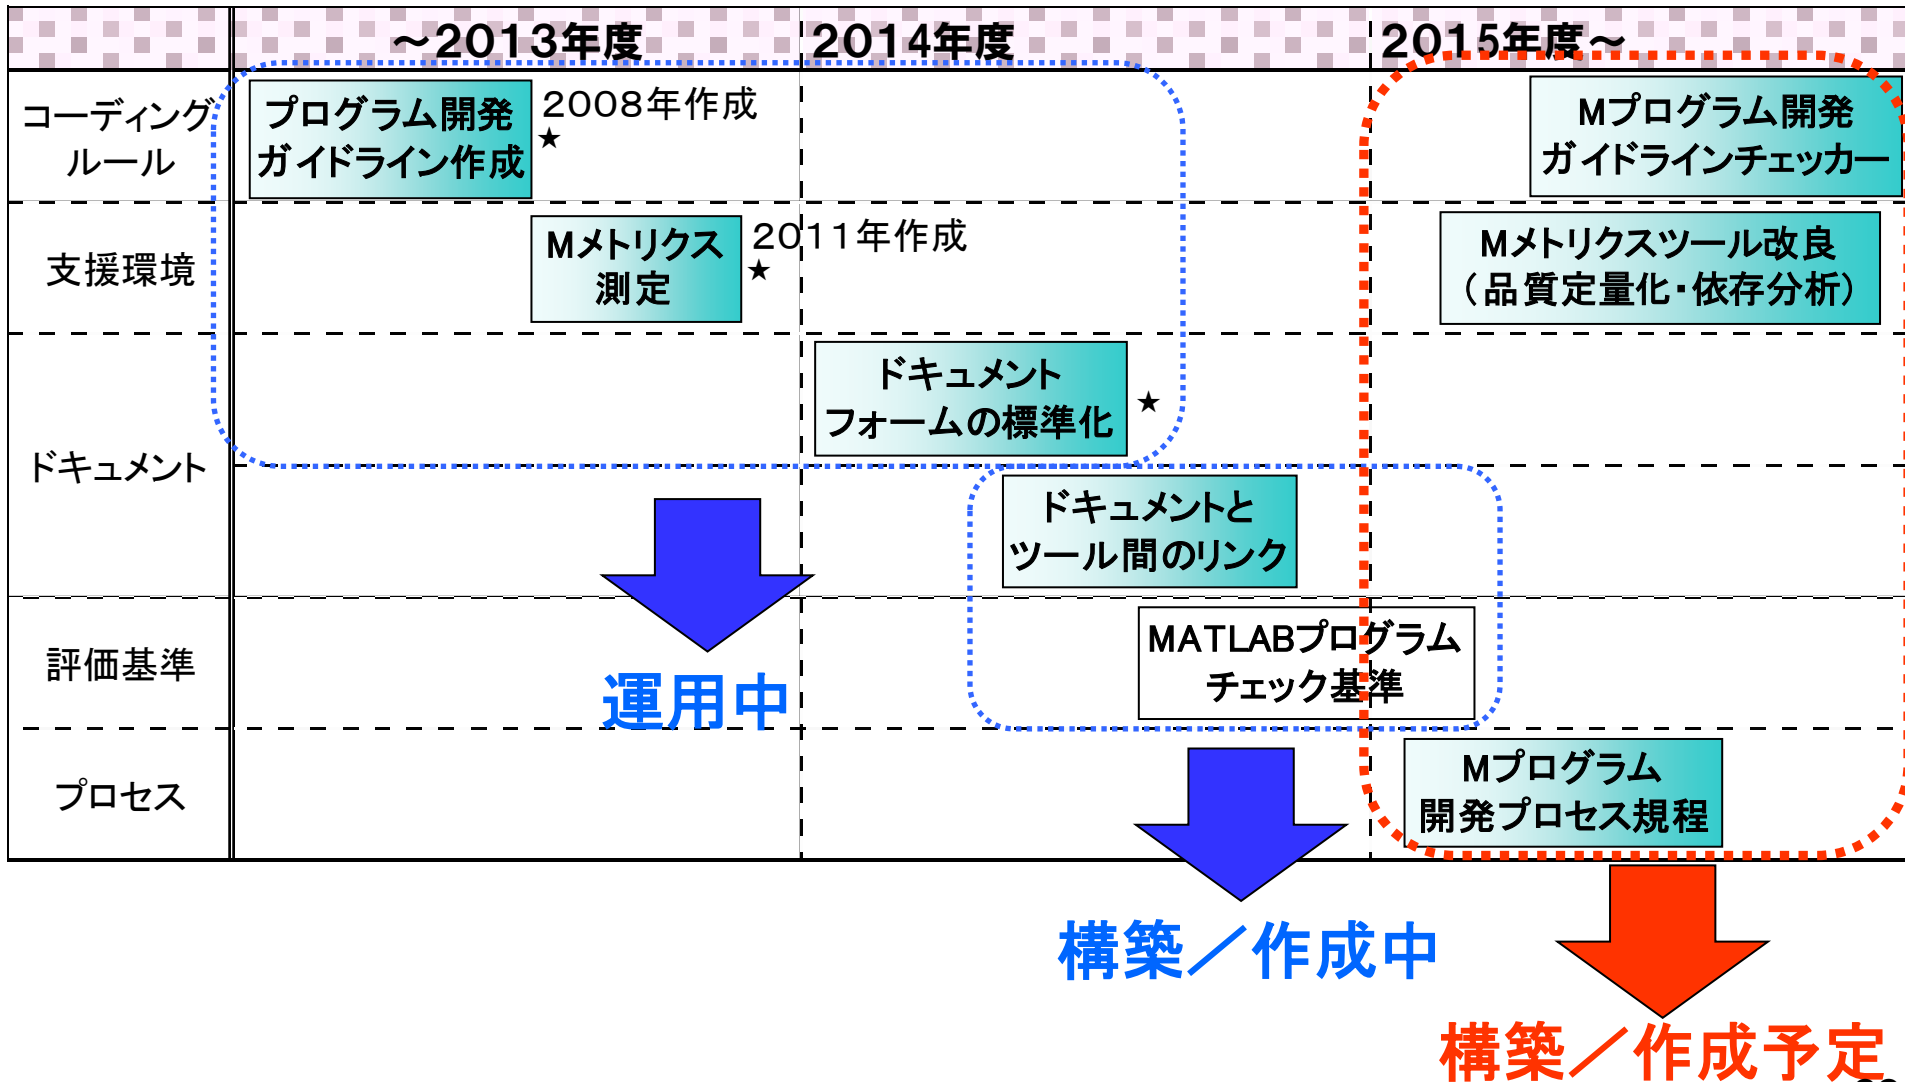 ～2013年度
2014年度
2015年度～
コーディング
ルール
プログラム開発
ガイドライン作成
2008年作成
★
Mプログラム開発
ガイドラインチェッカー
支援環境
Mメトリクス
測定
2011年作成
★
Mメトリクスツール改良
（品質定量化・依存分析）
ドキュメント
ドキュメント
フォームの標準化
★
ドキュメントと
ツール間のリンク
評価基準
MATLABプログラム
チェック基準
運用中
プロセス
Mプログラム
開発プロセス規程
構築／作成中
構築／作成予定